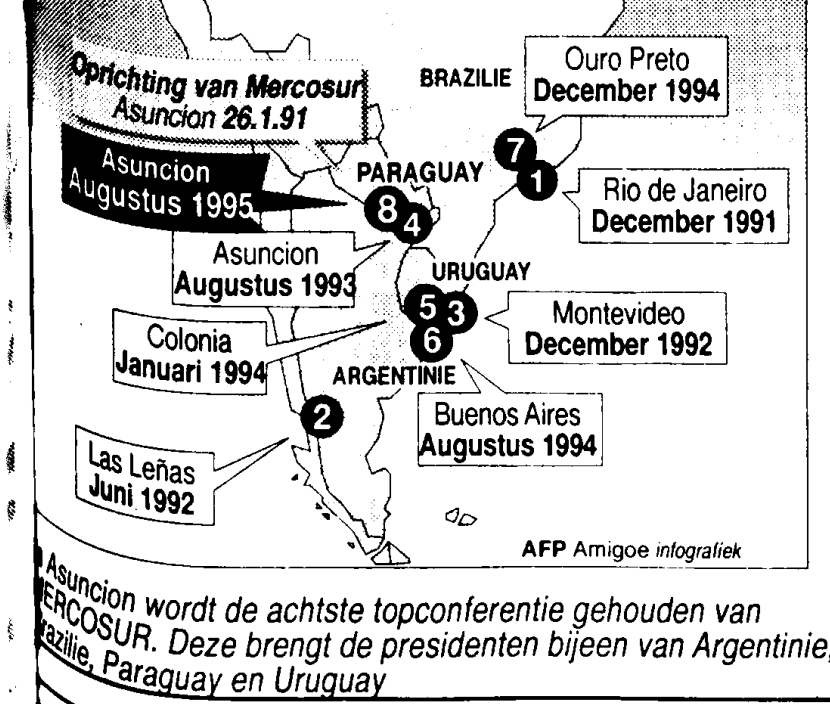 Oprichting van Mercosur
Asuncion 26.1.91
BRAZILIE
Ouro Preto
December 1994
Asuncion
Augustus 1995
PARAGUAY
7
1
8
4
Rio de Janeiro
December 1991
Asuncion
Augustus 1993
URUGUAY
5
3
6
Montevideo
December 1992
Colonia
Januari 1994
ARGENTINIE
2
Buenos Aires
Augustus 1994
Las Leñas
Juni 1992
AFP Amigoe infografiek
Asuncion wordt de achtste topconferentie gehouden van
MERCOSUR. Deze brengt de presidenten bijeen van Argentinie,
razilie, Paraguay en Uruguay